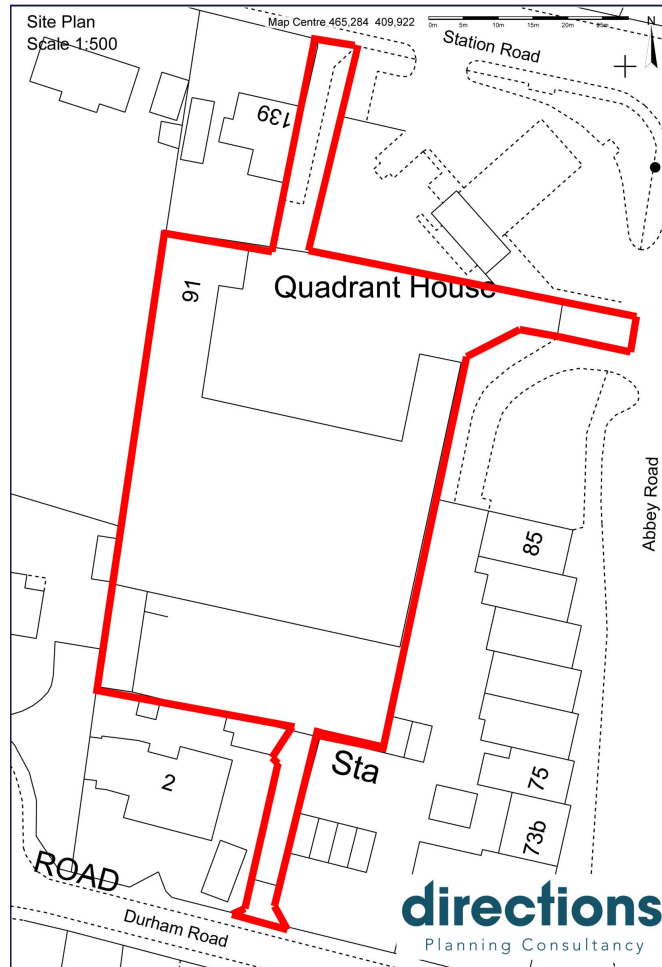 Site Plan
Scale 1:500
Map Centre 465,284 409,922
0m 5m 10m 15m 20m 25m
N
Station Road
139
91
Quadrant House
Abbey Road
85
75
73b
Sta
2
ROAD
Durham Road
directions
Planning Consultancy